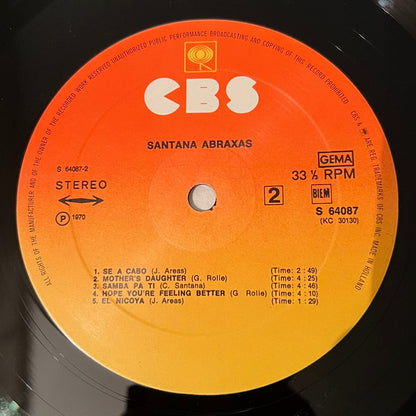 ALL RIGHTS OF THE MANUFACTURER AND OF THE OWNER OF THE RECORDED WORK RESERVED UNAUTHORIZED PUBLIC PERFORMANCE BROADCASTING AND COPYING OF THIS RECORD PROHIBITED
CBS & ARE REG. TRADEMARKS OF CBS INC. MADE IN HOLLAND
CBS
SANTANA ABRAXAS
S 64087-2
STEREO
P 1970
GEMA
33 ⅓ RPM
2
BIEM
S 64087
(KC 30130)
1. SE A CABO (J. Areas) (Time: 2 : 49)
2. MOTHER'S DAUGHTER (G. Rolie) (Time: 4 : 25)
3. SAMBA PA TI (C. Santana) (Time: 4 : 46)
4. HOPE YOU'RE FEELING BETTER (G Rolie) (Time: 4 : 10)
5. EL NICOYA (J. Areas) (Time: 1 : 29)